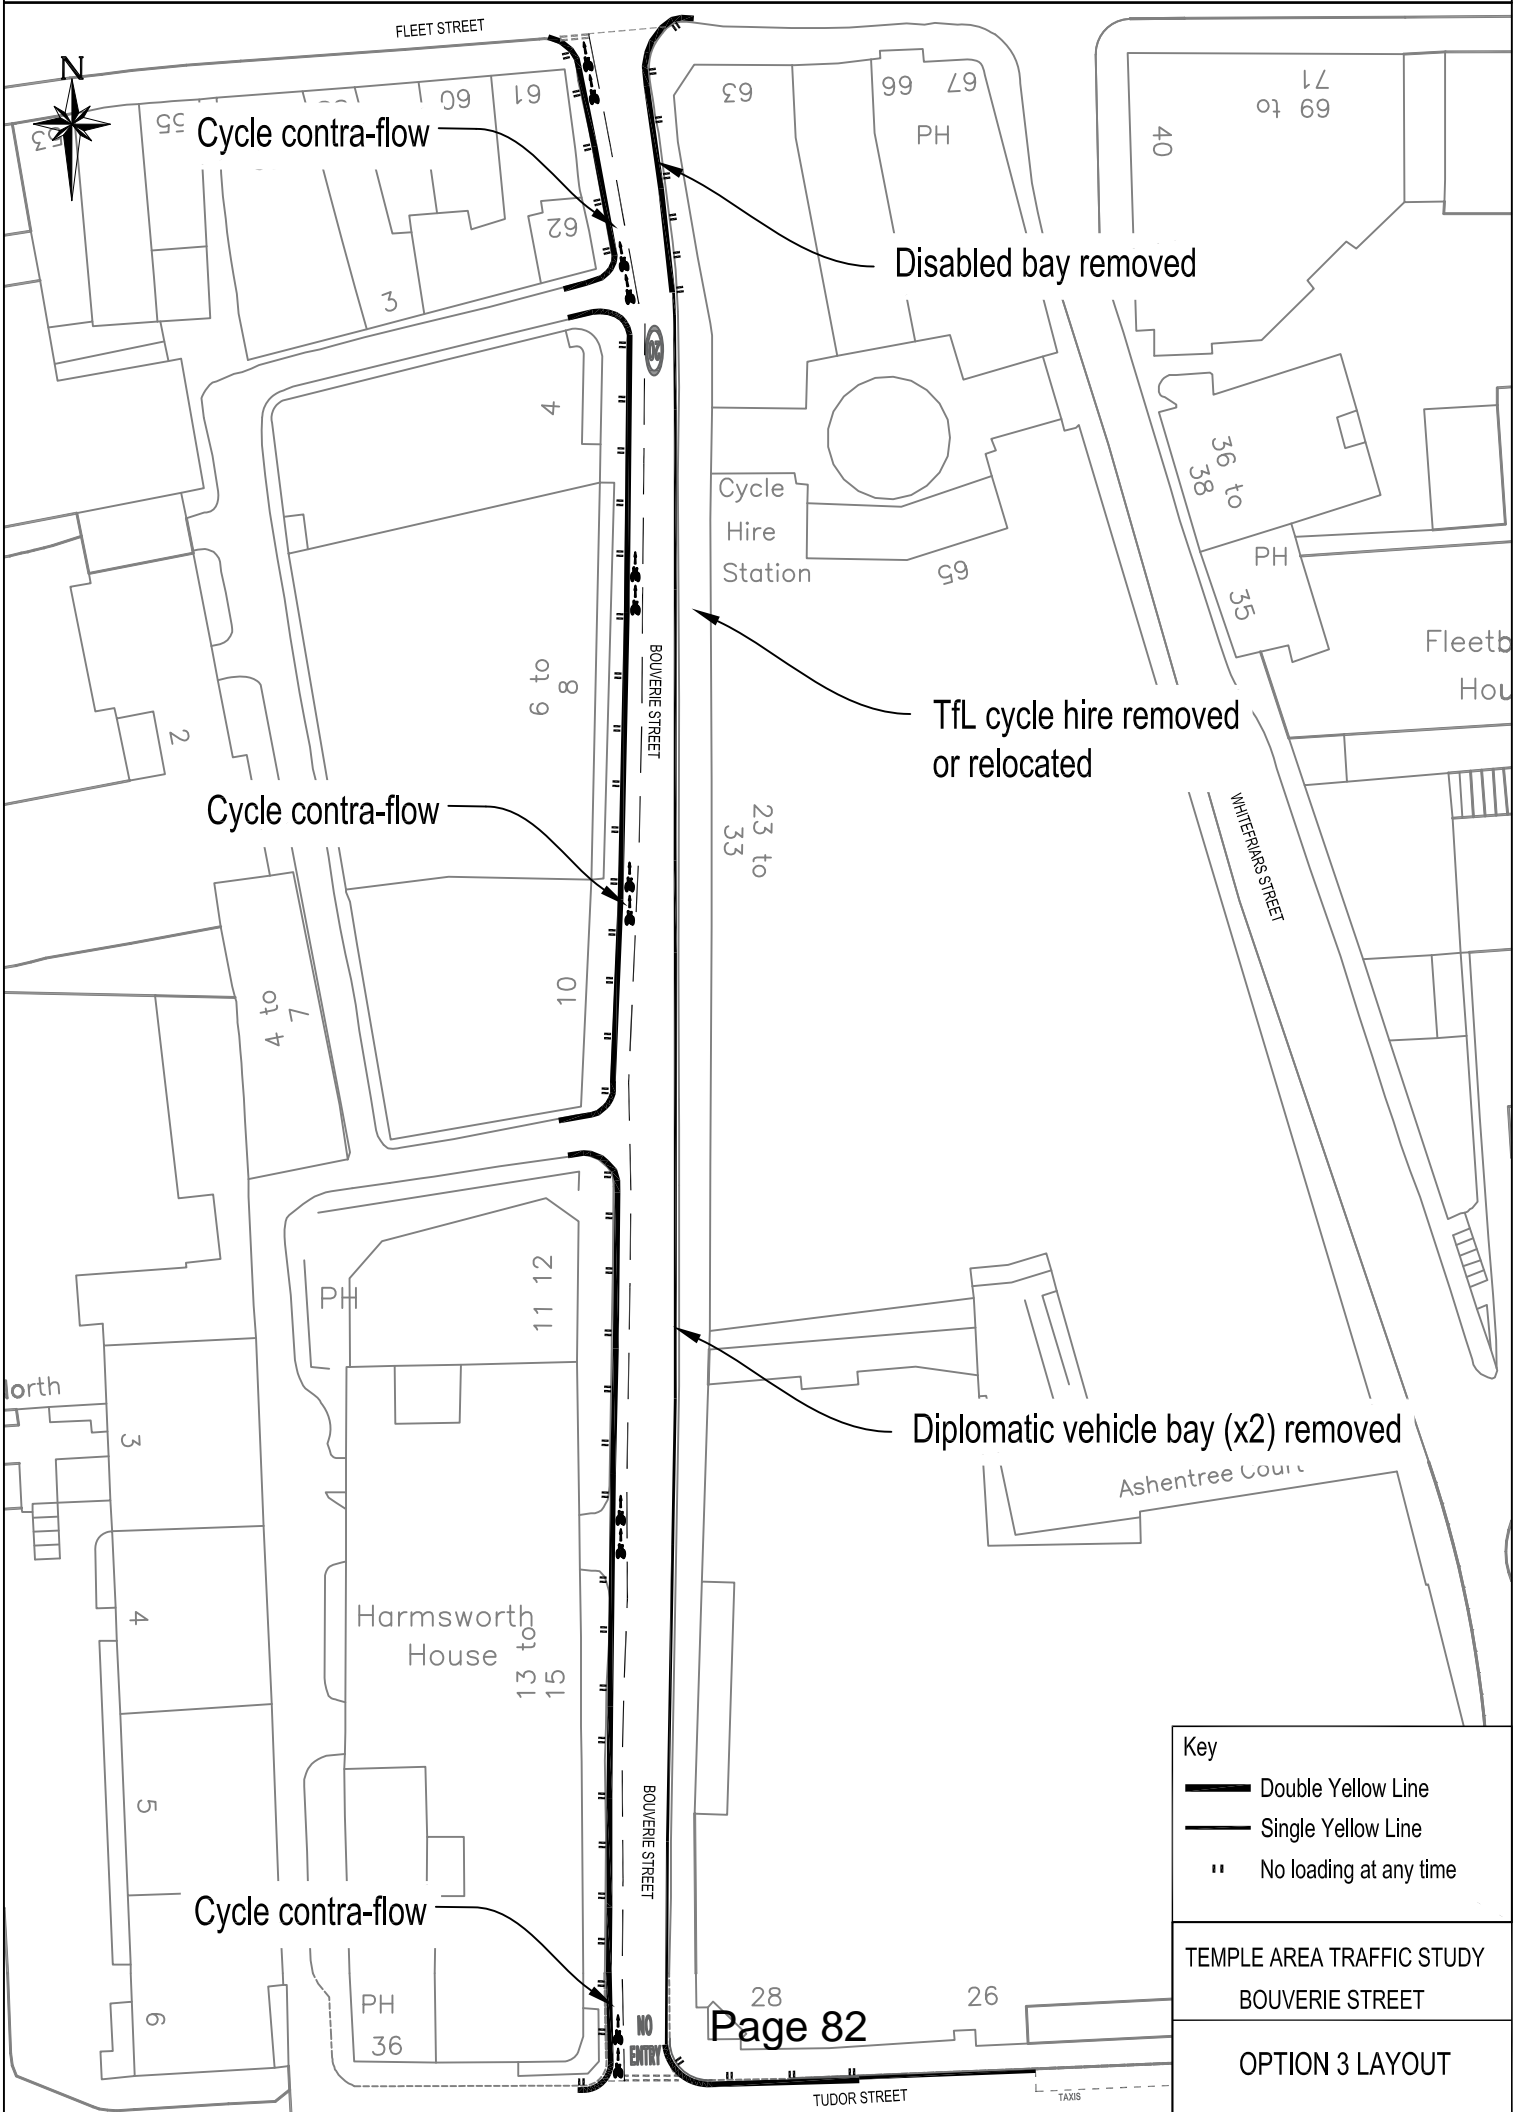 FLEET STREET
N
53
55
60
61
63
66
67
69 to
71
40
PH
Cycle contra-flow
62
3
Disabled bay removed
20
4
36 to
38
Cycle
Hire
Station
65
PH
35
6 to
8
BOUVERIE STREET
2
TfL cycle hire removed
or relocated
Cycle contra-flow
23 to
33
WHITEFRIARS STREET
10
4 to
7
PH
11 12
3
Diplomatic vehicle bay (x2) removed
Ashentree Court
4
Harmsworth
House
13 to
15
5
BOUVERIE STREET
Cycle contra-flow
6
PH
36
NO
ENTRY
28
26
Page 82
TUDOR STREET
TAXIS
Key
Double Yellow Line
Single Yellow Line
No loading at any time
TEMPLE AREA TRAFFIC STUDY
BOUVERIE STREET
OPTION 3 LAYOUT